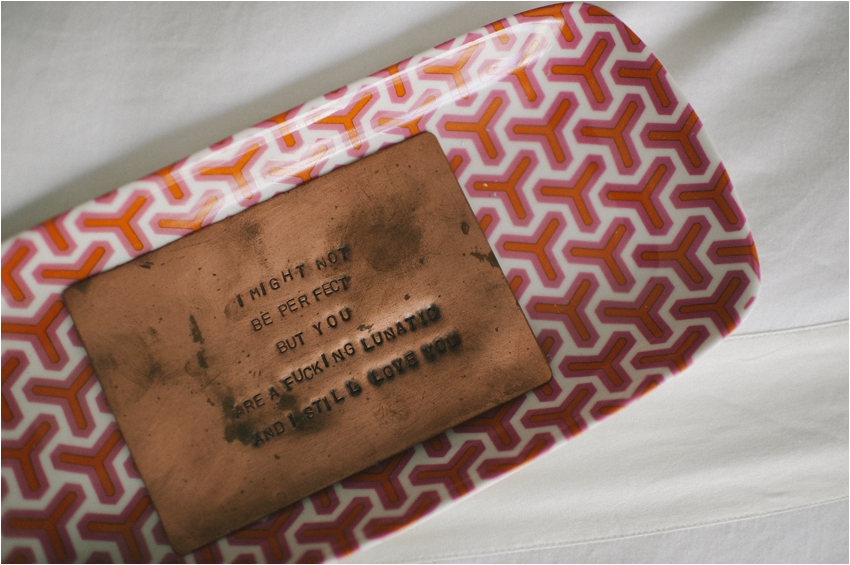 I MIGHT NOT
BE PERFECT
BUT YOU
ARE A FUCKING LUNATIC
AND I STILL LOVE YOU